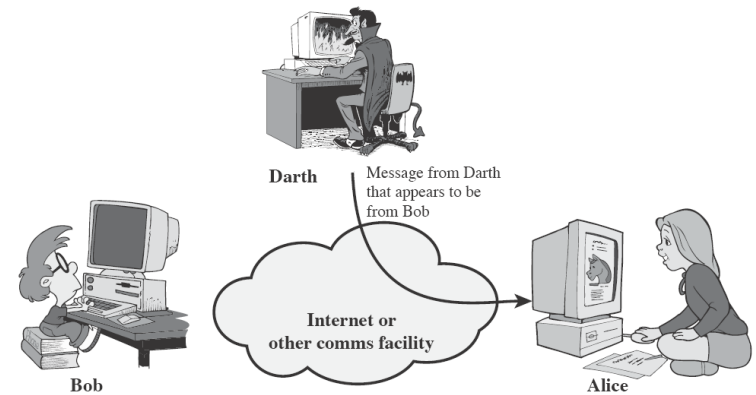 Darth
Message from Darth
that appears to be
from Bob
Internet or
other comms facility
Bob
Alice